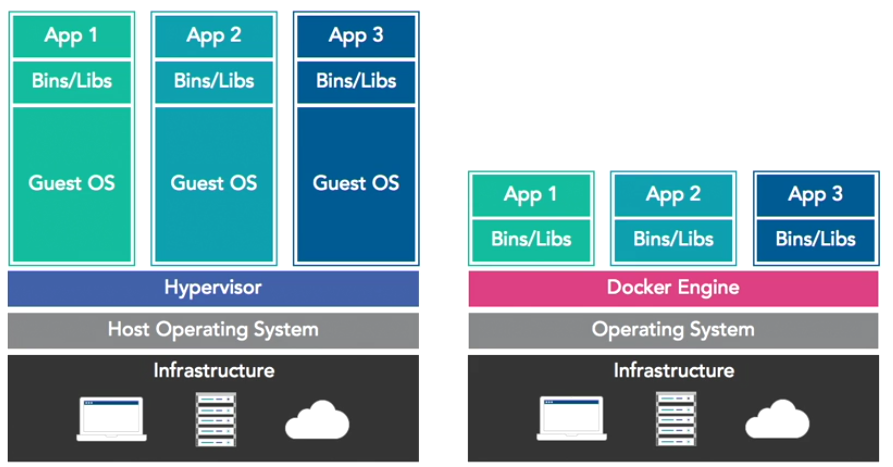 App 1
App 2
App 3
Bins/Libs
Bins/Libs
Bins/Libs
Guest OS
Guest OS
Guest OS
Hypervisor
Host Operating System
Infrastructure
App 1
App 2
App 3
Bins/Libs
Bins/Libs
Bins/Libs
Docker Engine
Operating System
Infrastructure